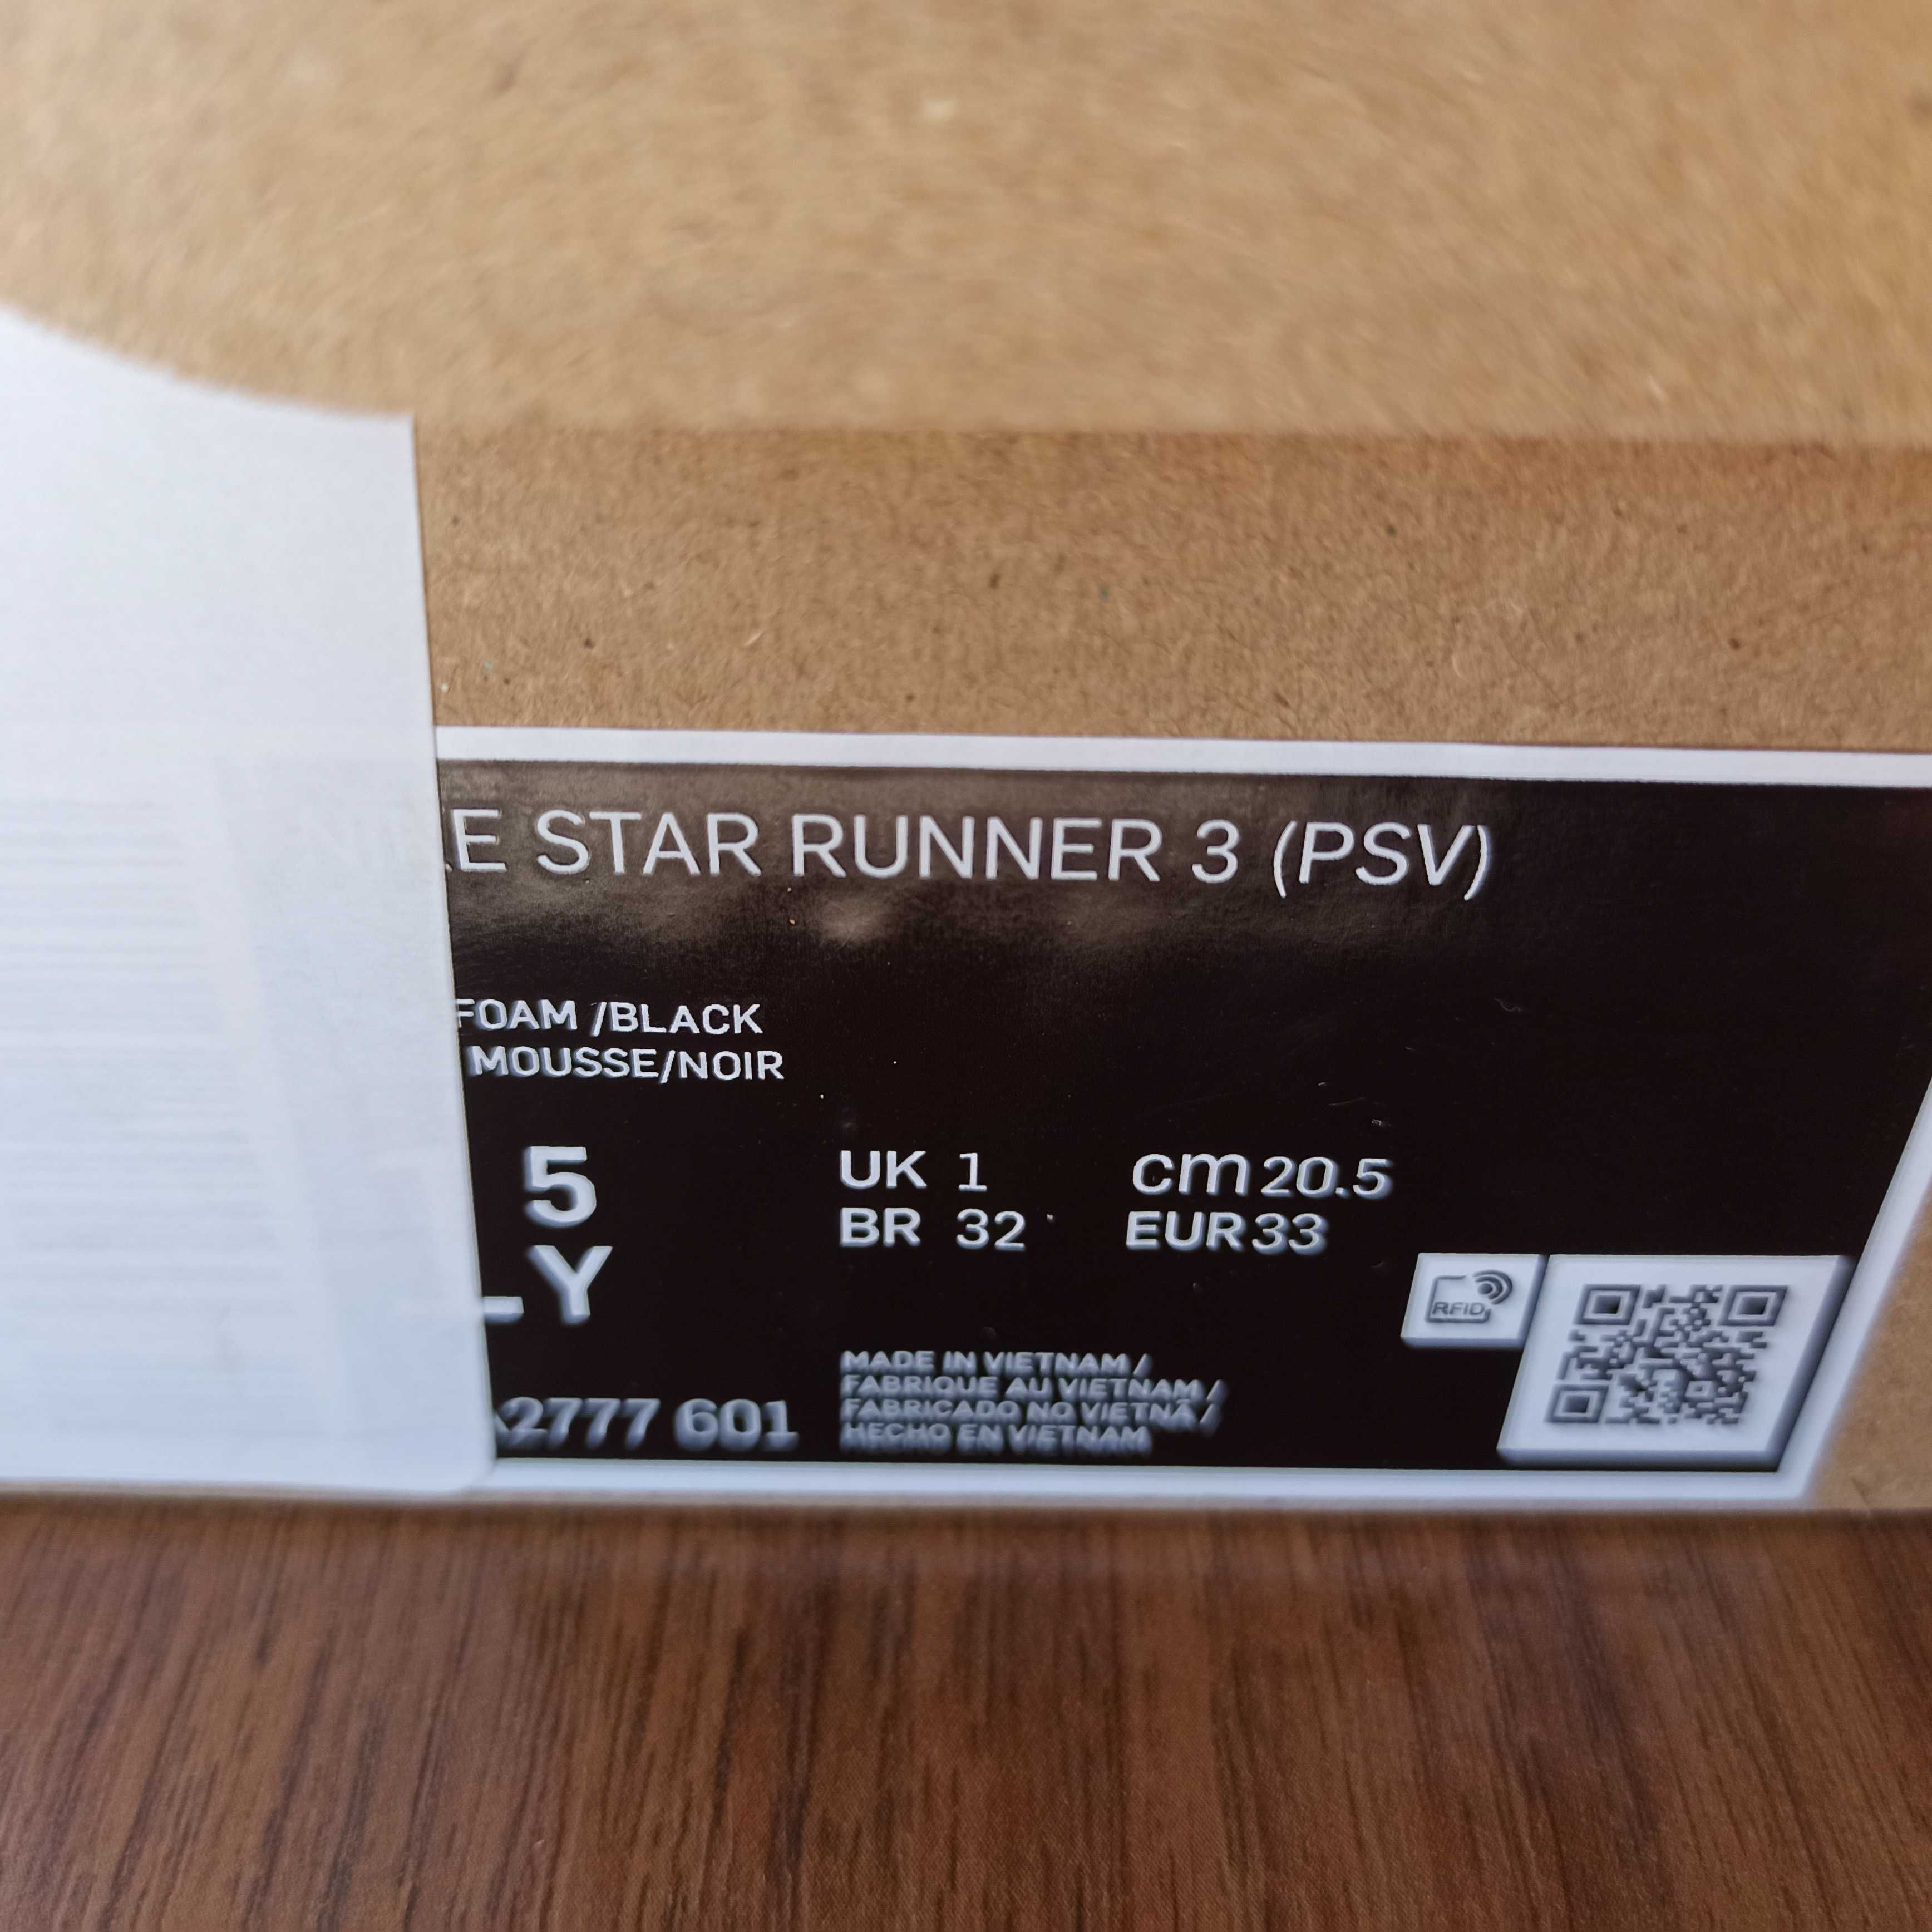 E STAR RUNNER 3 (PSV)
FOAM /BLACK
MOUSSE/NOIR
5
Y
UK 1
BR 32
cm 20.5
EUR 33
RFID
2777 601
MADE IN VIETNAM /
FABRIQUE AU VIETNAM /
FABRICADO NO VIETNÃ /
HECHO EN VIETNAM